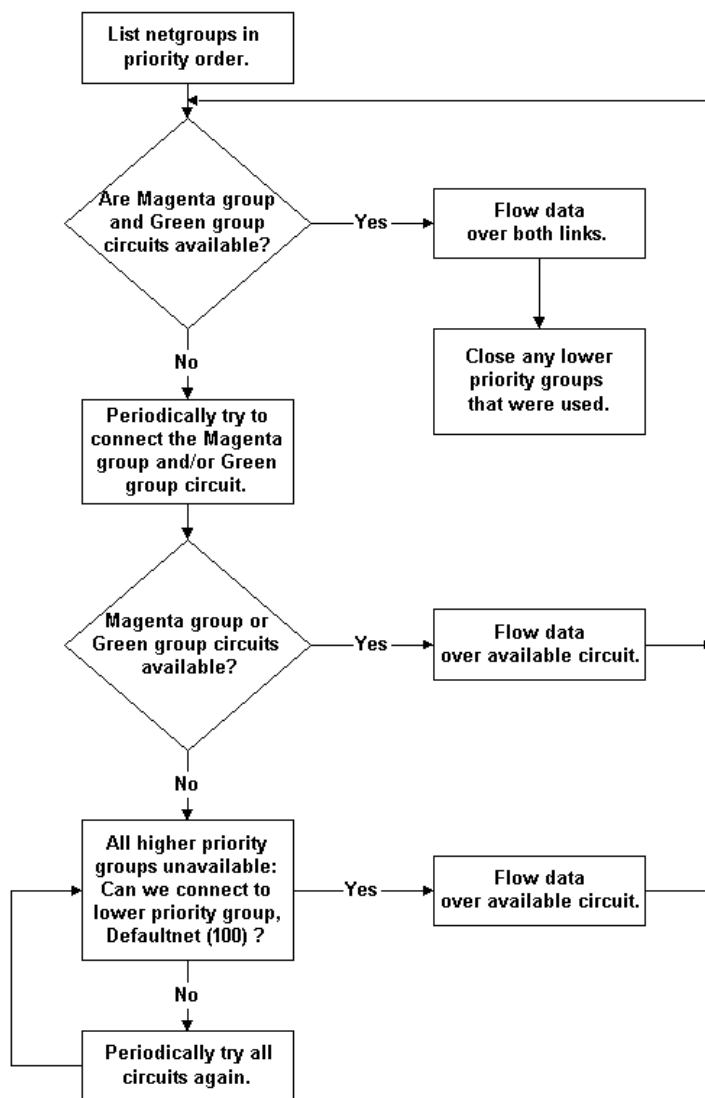 List netgroups in
priority order.
Are Magenta group
and Green group
circuits available?
Yes
Flow data
over both links.
Close any lower
priority groups
that were used.
No
Periodically try to
connect the Magenta
group and/or Green
group circuit.
Magenta group or
Green group circuits
available?
Yes
Flow data
over available circuit.
No
All higher priority
groups unavailable:
Can we connect to
lower priority group,
Defaultnet (100) ?
Yes
Flow data
over available circuit.
No
Periodically try all
circuits again.